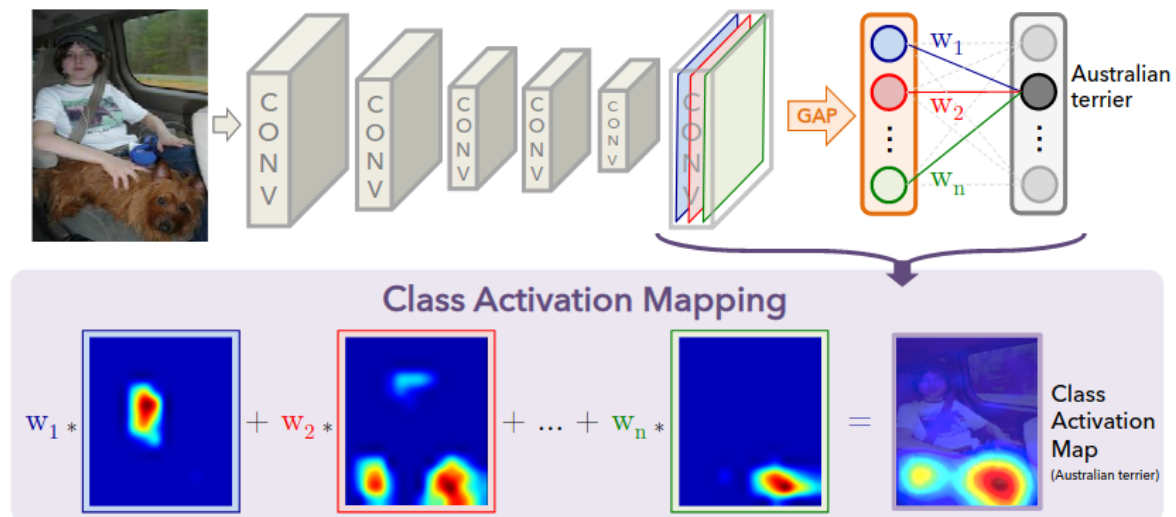 CONV
CONV
CONV
CONV
CONV
CONV
GAP
w1
w2
⋮
wn
⋮
Australian
terrier
Class Activation Mapping
w1 * + w2 * + ... + wn * =
Class
Activation
Map
(Australian terrier)